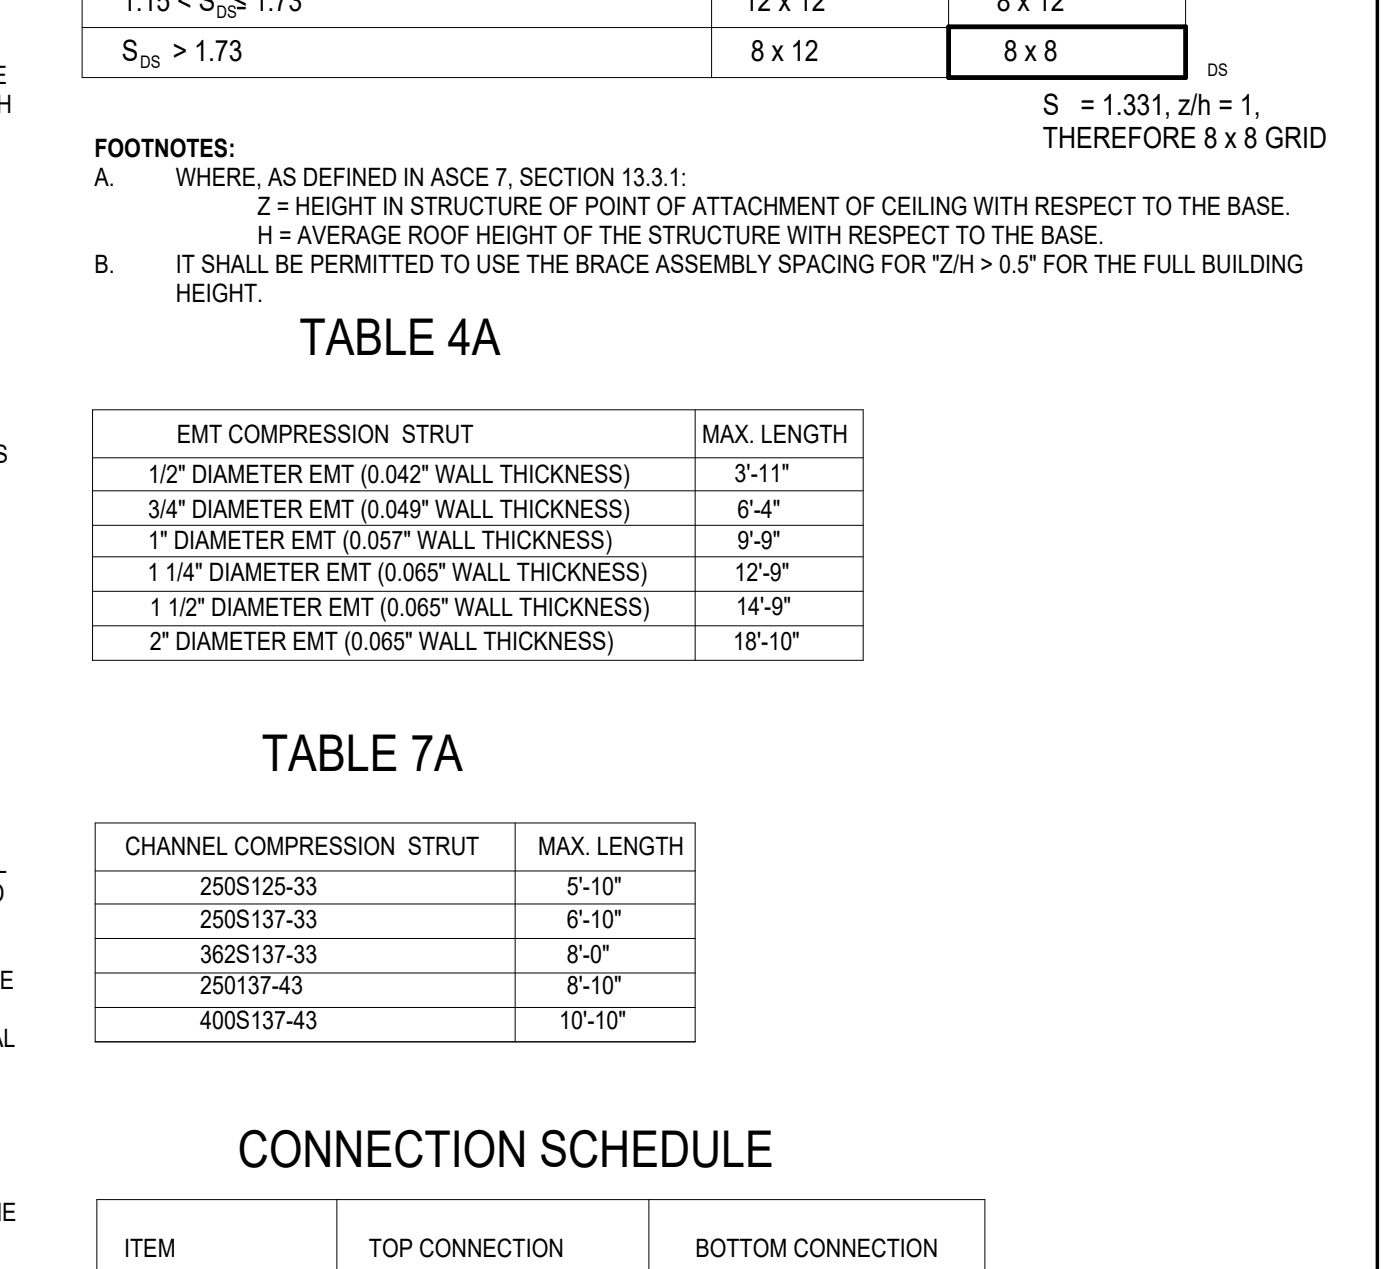 1.15 < SDS≤ 1.73 12 x 12 8 x 12
SDS > 1.73 8 x 12 8 x 8
DS
S = 1.331, z/h = 1,
THEREFORE 8 x 8 GRID
FOOTNOTES:
A. WHERE, AS DEFINED IN ASCE 7, SECTION 13.3.1:
Z = HEIGHT IN STRUCTURE OF POINT OF ATTACHMENT OF CEILING WITH RESPECT TO THE BASE.
H = AVERAGE ROOF HEIGHT OF THE STRUCTURE WITH RESPECT TO THE BASE.
B. IT SHALL BE PERMITTED TO USE THE BRACE ASSEMBLY SPACING FOR "Z/H > 0.5" FOR THE FULL BUILDING
HEIGHT.
TABLE 4A
EMT COMPRESSION STRUT MAX. LENGTH
1/2" DIAMETER EMT (0.042" WALL THICKNESS) 3'-11"
3/4" DIAMETER EMT (0.049" WALL THICKNESS) 6'-4"
1" DIAMETER EMT (0.057" WALL THICKNESS) 9'-9"
1 1/4" DIAMETER EMT (0.065" WALL THICKNESS) 12'-9"
1 1/2" DIAMETER EMT (0.065" WALL THICKNESS) 14'-9"
2" DIAMETER EMT (0.065" WALL THICKNESS) 18'-10"
TABLE 7A
CHANNEL COMPRESSION STRUT MAX. LENGTH
250S125-33 5'-10"
250S137-33 6'-10"
362S137-33 8'-0"
250137-43 8'-10"
400S137-43 10'-10"
CONNECTION SCHEDULE
ITEM TOP CONNECTION BOTTOM CONNECTION